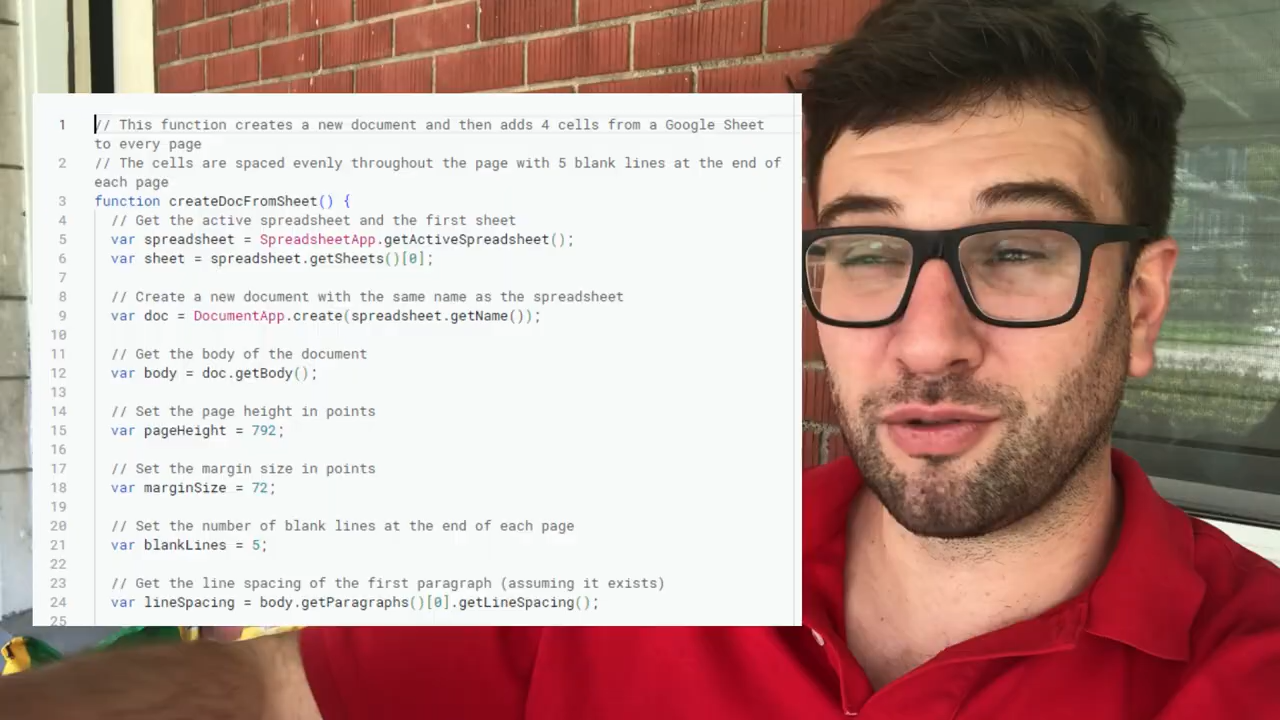 1 // This function creates a new document and then adds 4 cells from a Google Sheet
to every page
2 // The cells are spaced evenly throughout the page with 5 blank lines at the end of
each page
3 function createDocFromSheet() {
4 // Get the active spreadsheet and the first sheet
5 var spreadsheet = SpreadsheetApp.getActiveSpreadsheet();
6 var sheet = spreadsheet.getSheets()[0];
7
8 // Create a new document with the same name as the spreadsheet
9 var doc = DocumentApp.create(spreadsheet.getName());
10
11 // Get the body of the document
12 var body = doc.getBody();
13
14 // Set the page height in points
15 var pageHeight = 792;
16
17 // Set the margin size in points
18 var marginSize = 72;
19
20 // Set the number of blank lines at the end of each page
21 var blankLines = 5;
22
23 // Get the line spacing of the first paragraph (assuming it exists)
24 var lineSpacing = body.getParagraphs()[0].getLineSpacing();
25